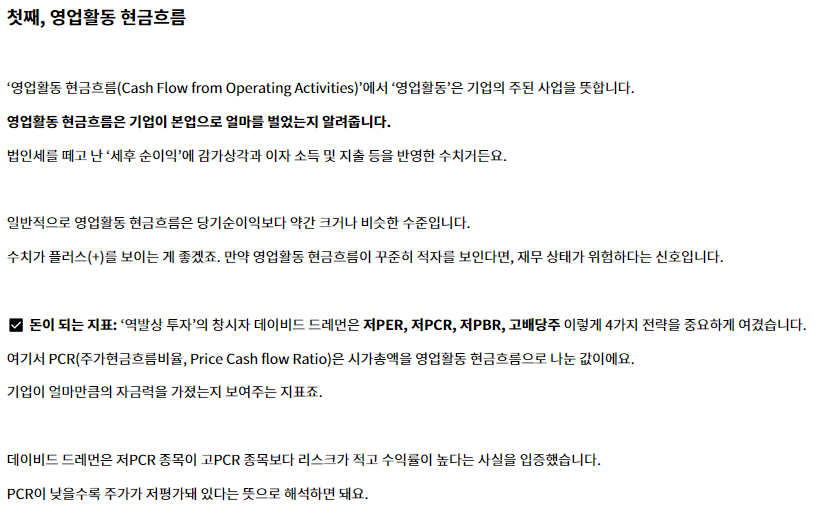 첫째, 영업활동 현금흐름
‘영업활동 현금흐름(Cash Flow from Operating Activities)’에서 ‘영업활동’은 기업의 주된 사업을 뜻합니다.
영업활동 현금흐름은 기업이 본업으로 얼마를 벌었는지 알려줍니다.
법인세를 떼고 난 ‘세후 순이익’에 감가상각과 이자 소득 및 지출 등을 반영한 수치거든요.
일반적으로 영업활동 현금흐름은 당기순이익보다 약간 크거나 비슷한 수준입니다.
수치가 플러스(+)를 보이는 게 좋겠죠. 만약 영업활동 현금흐름이 꾸준히 적자를 보인다면, 재무 상태가 위험하다는 신호입니다.
☑ 돈이 되는 지표: ‘역발상 투자’의 창시자 데이비드 드레먼은 저PER, 저PCR, 저PBR, 고배당주 이렇게 4가지 전략을 중요하게 여겼습니다.
여기서 PCR(주가현금흐름비율, Price Cash flow Ratio)은 시가총액을 영업활동 현금흐름으로 나눈 값이에요.
기업이 얼마만큼의 자금력을 가졌는지 보여주는 지표죠.
데이비드 드레먼은 저PCR 종목이 고PCR 종목보다 리스크가 적고 수익률이 높다는 사실을 입증했습니다.
PCR이 낮을수록 주가가 저평가돼 있다는 뜻으로 해석하면 돼요.